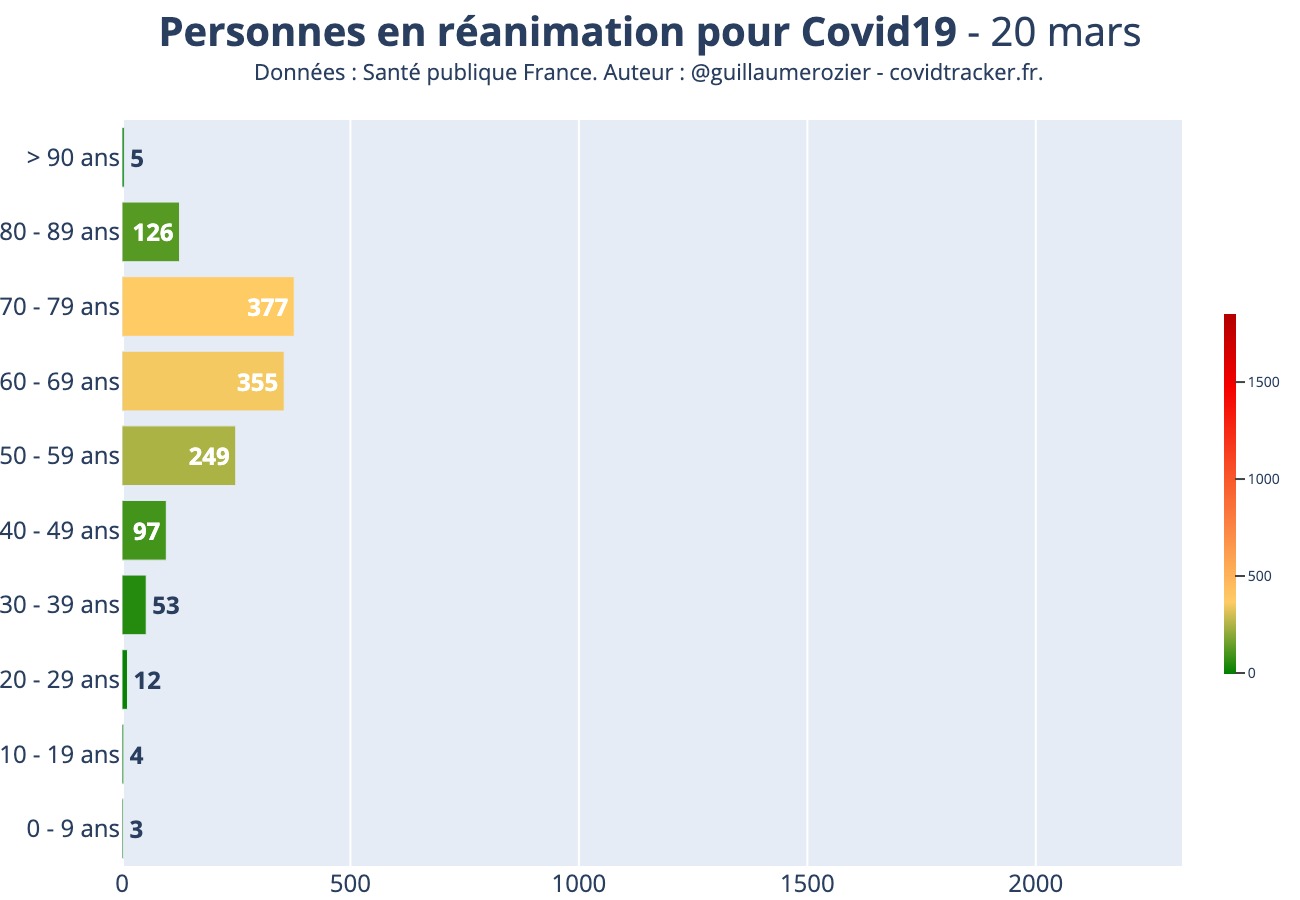 Personnes en réanimation pour Covid19 - 20 mars
Données : Santé publique France. Auteur : @guillaumerozier - covidtracker.fr.
> 90 ans 5
80 - 89 ans 126
70 - 79 ans 377
60 - 69 ans 355
50 - 59 ans 249
40 - 49 ans 97
30 - 39 ans 53
20 - 29 ans 12
10 - 19 ans 4
0 - 9 ans 3
0 500 1000 1500 2000
1500
1000
500
0